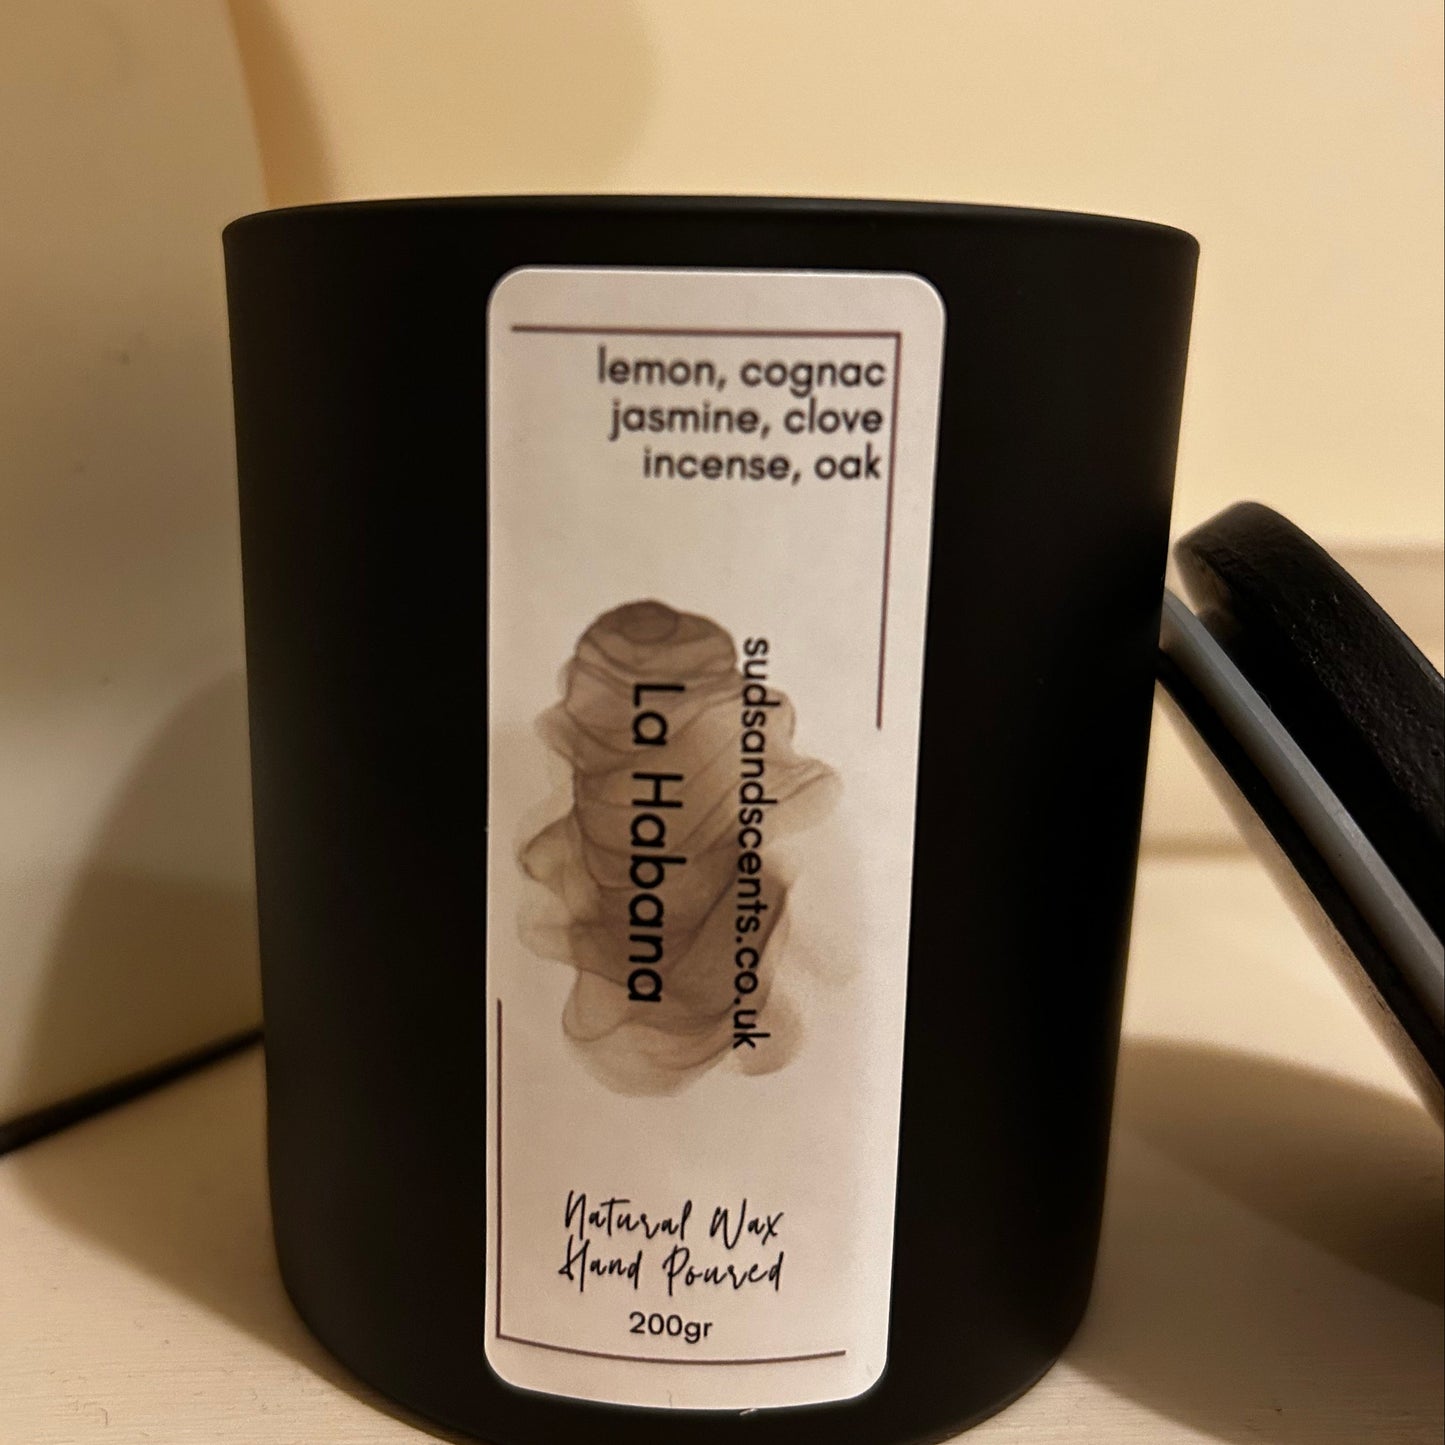 lemon, cognac
jasmine, clove
incense, oak
sudsandscents.co.uk
La Habana
Natural Wax
Hand Poured
200gr